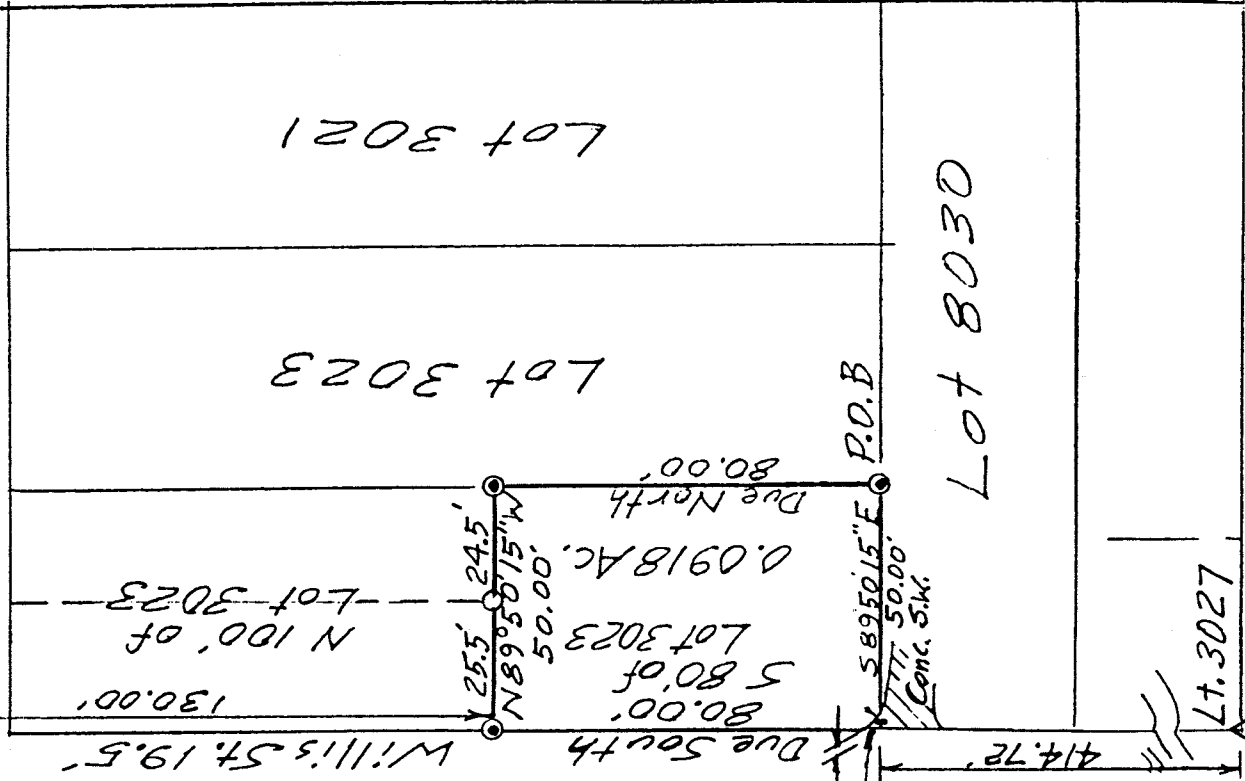 Lot 3021
Lot 3023
Lot 8030
P.O.B
Due North
80.00'
24.5'
25.5'
N89°50'15"W
50.00'
0.0918 Ac.
S 80' of
Lot 3023
S 89 50 15" E
50.00'
Conc. S.W.
N 100' of
Lot 3023
130.00'
Due South
80.00'
Willis St. 19.5'
414.72'
Lt. 3027